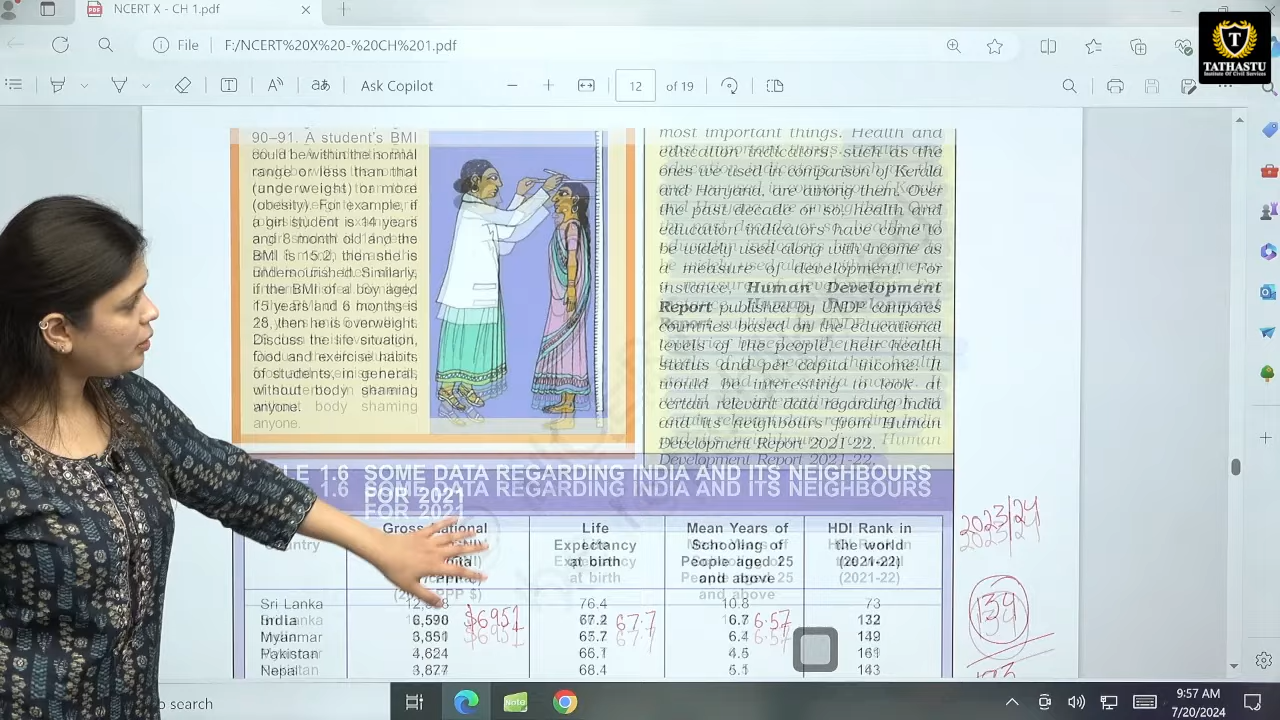 NCERT X - CH 1.pdf
File
F:/NCERT%20X%20-%20CH%201.pdf
T
TATHASTU
Institute Of Civil Services
Ask Copilot
12
of 19
90–91. A student's BMI
could be within the normal
range or less than that
(underweight) or more
(obesity). For example, if
a girl student is 14 years
and 8 month old and the
BMI is 15.2, then she is
undernourished. Similarly,
if the BMI of a boy aged
15 years and 6 months is
28, then he is overweight.
Discuss the life situation,
food and exercise habits
of students in general,
without body shaming
anyone.
most important things. Health and
education indicators, such as the
ones we used in comparison of Kerala
and Haryana, are among them. Over
the past decade or so, health and
education indicators have come to
be widely used along with income as
a measure of development. For
instance, Human Development
Report published by UNDP compares
countries based on the educational
levels of the people, their health
status and per capita income. It
would be interesting to look at
certain relevant data regarding India
and its neighbours from Human
Development Report 2021-22.
1.6 SOME DATA REGARDING INDIA AND ITS NEIGHBOURS
FOR 2021
Gross National
Life
Expectancy
at birth
Mean Years of
Schooling of
People aged 25
and above
HDI Rank in
the world
(2021-22)
2023/24
Sri Lanka 76.4 10.8 73
India 6,590 $6951 67.2 67.7 6.7 6.57 132
Myanmar 3,851 65.7 6.4 149
Pakistan 4,624 66.1 4.5 161
Nepal 3,877 68.4 5.1 143
134
search
Note
9:57 AM
7/20/2024